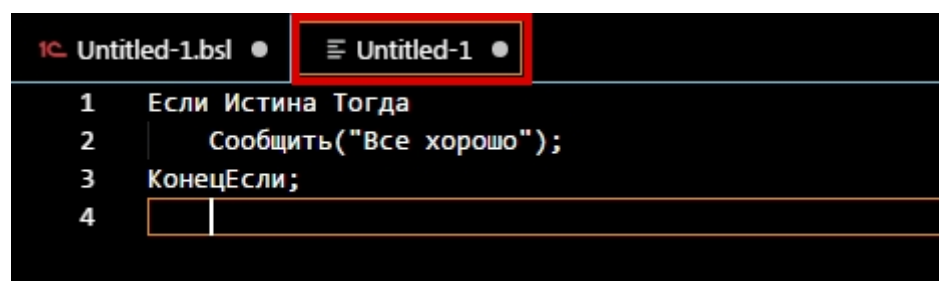 1C Untitled-1.bsl ● Untitled-1 ●
1 Если Истина Тогда
2 Сообщить("Все хорошо");
3 КонецЕсли;
4